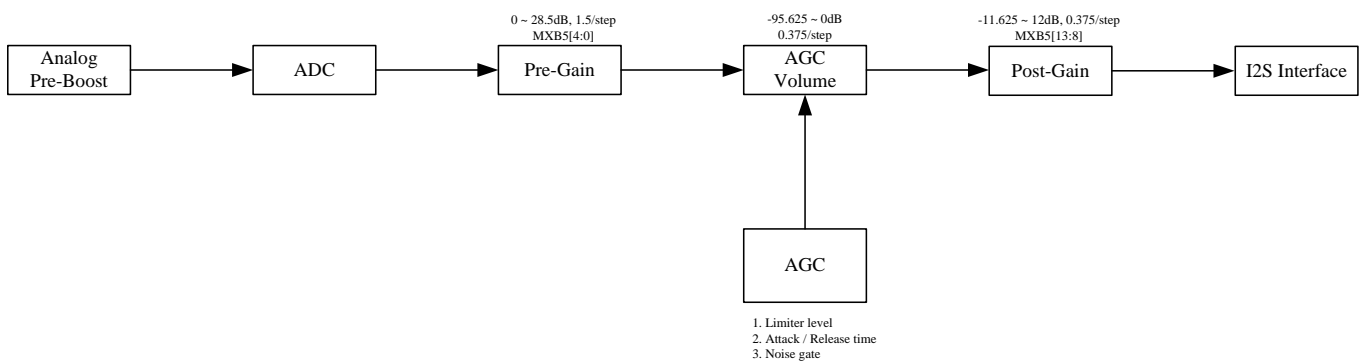 0 ~ 28.5dB, 1.5/step
MXB5[4:0]
-95.625 ~ 0dB
0.375/step
-11.625 ~ 12dB, 0.375/step
MXB5[13:8]
Analog
Pre-Boost
ADC
Pre-Gain
AGC
Volume
Post-Gain
I2S Interface
AGC
1. Limiter level
2. Attack / Release time
3. Noise gate